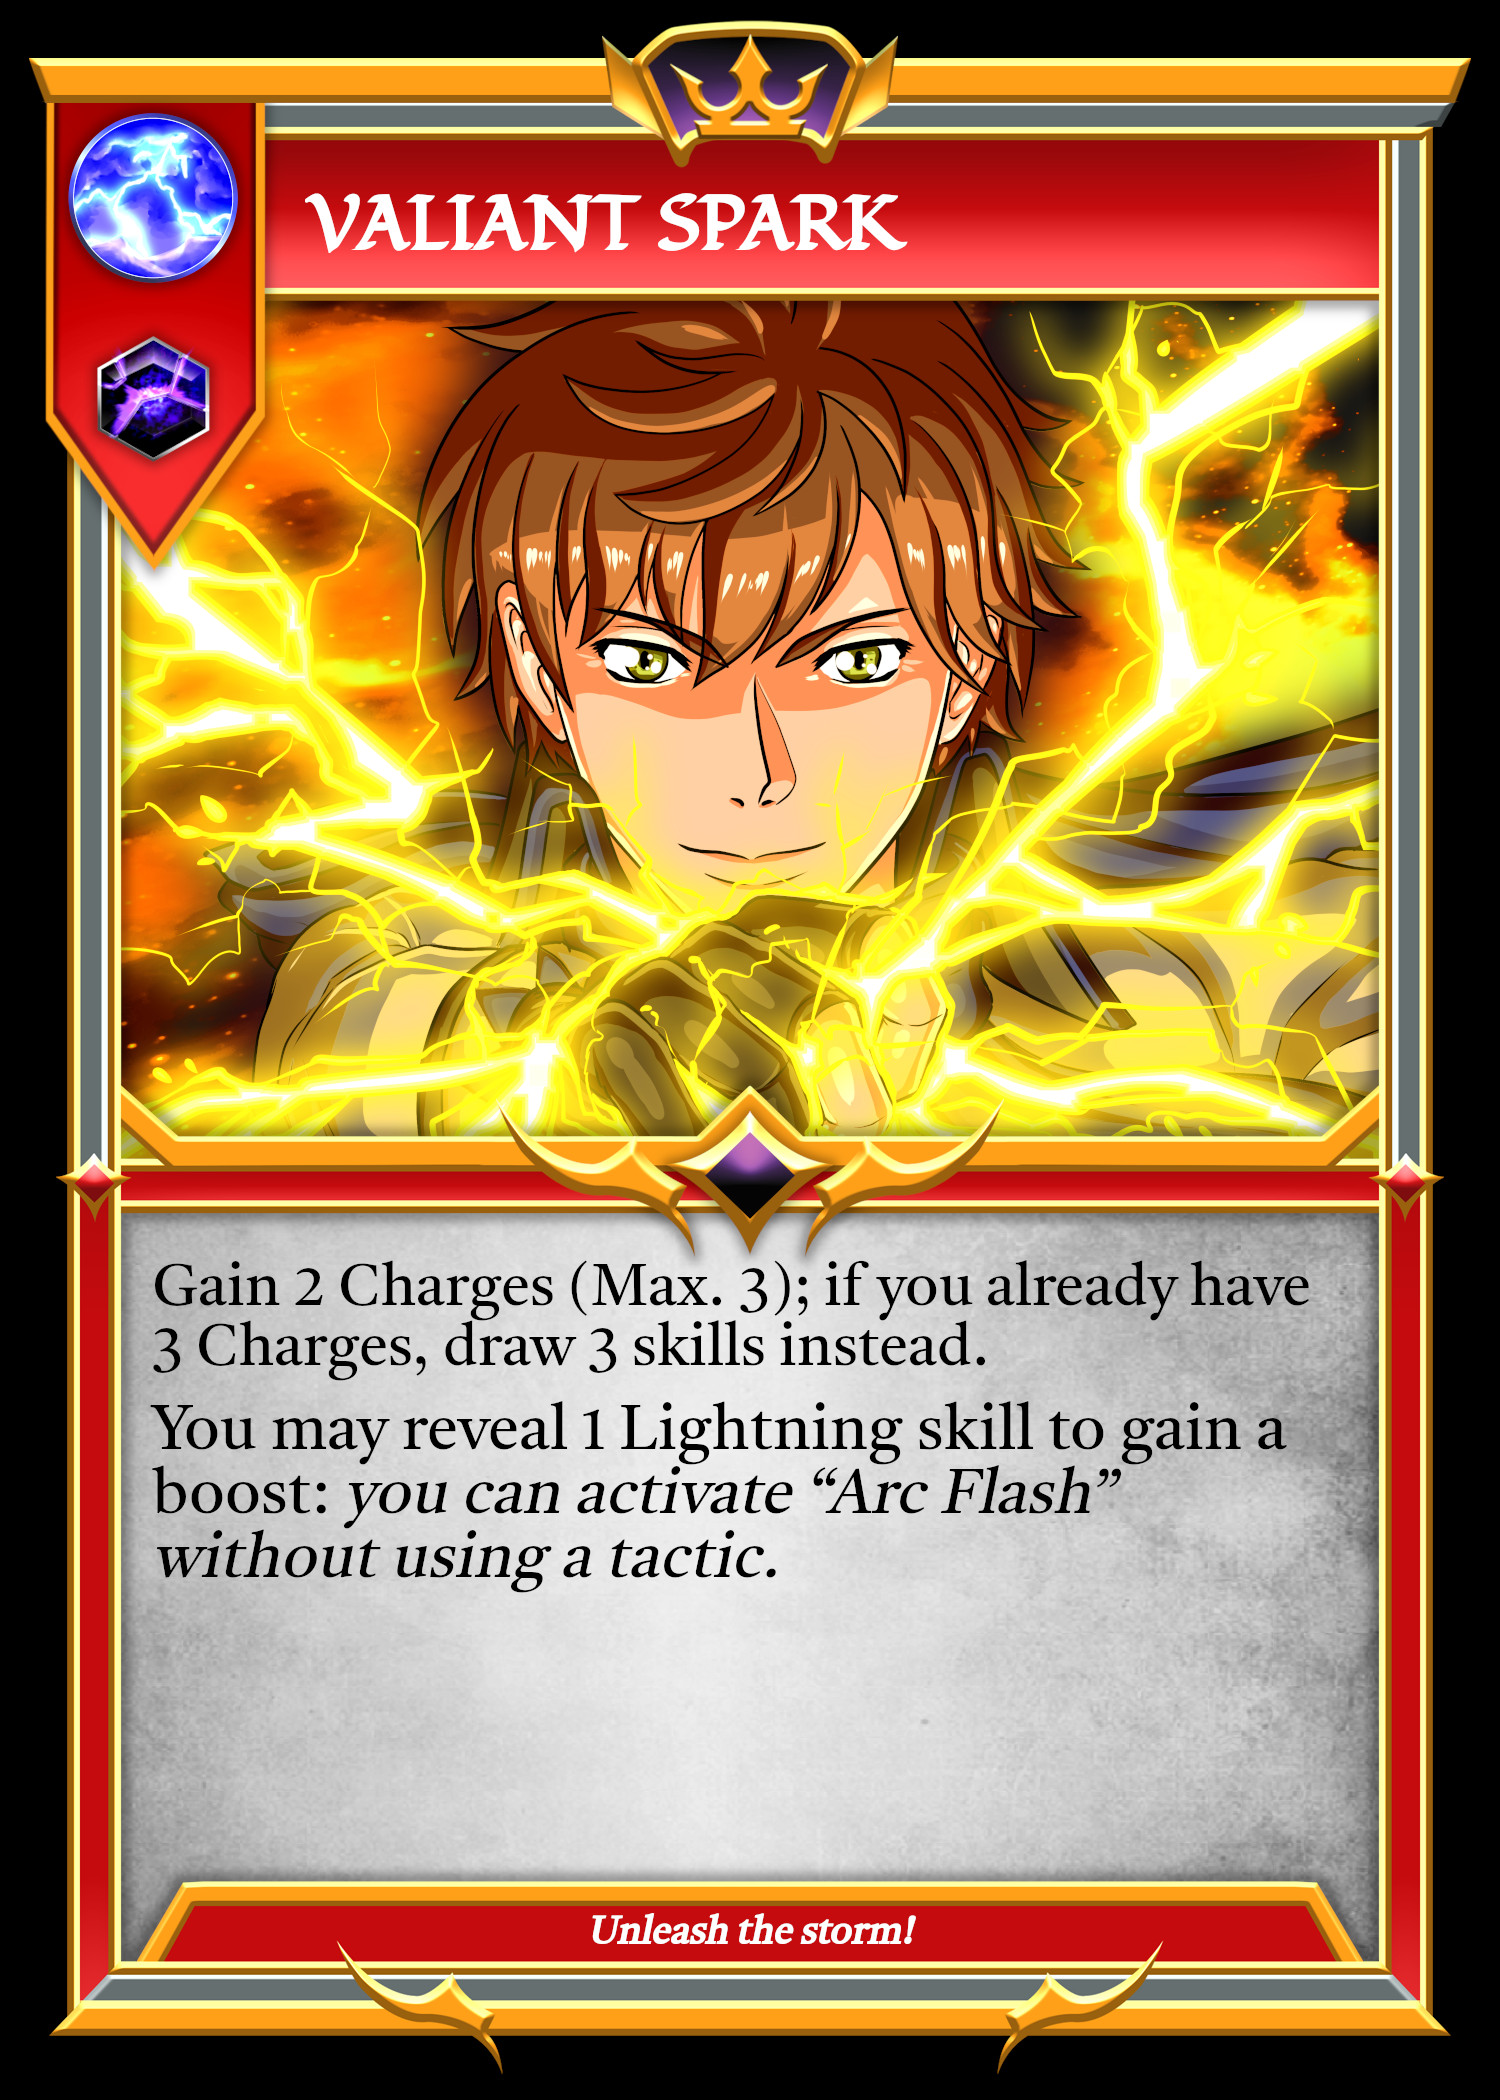 VALIANT SPARK
Gain 2 Charges (Max. 3); if you already have
3 Charges, draw 3 skills instead.
You may reveal 1 Lightning skill to gain a
boost: you can activate “Arc Flash”
without using a tactic.
Unleash the storm!